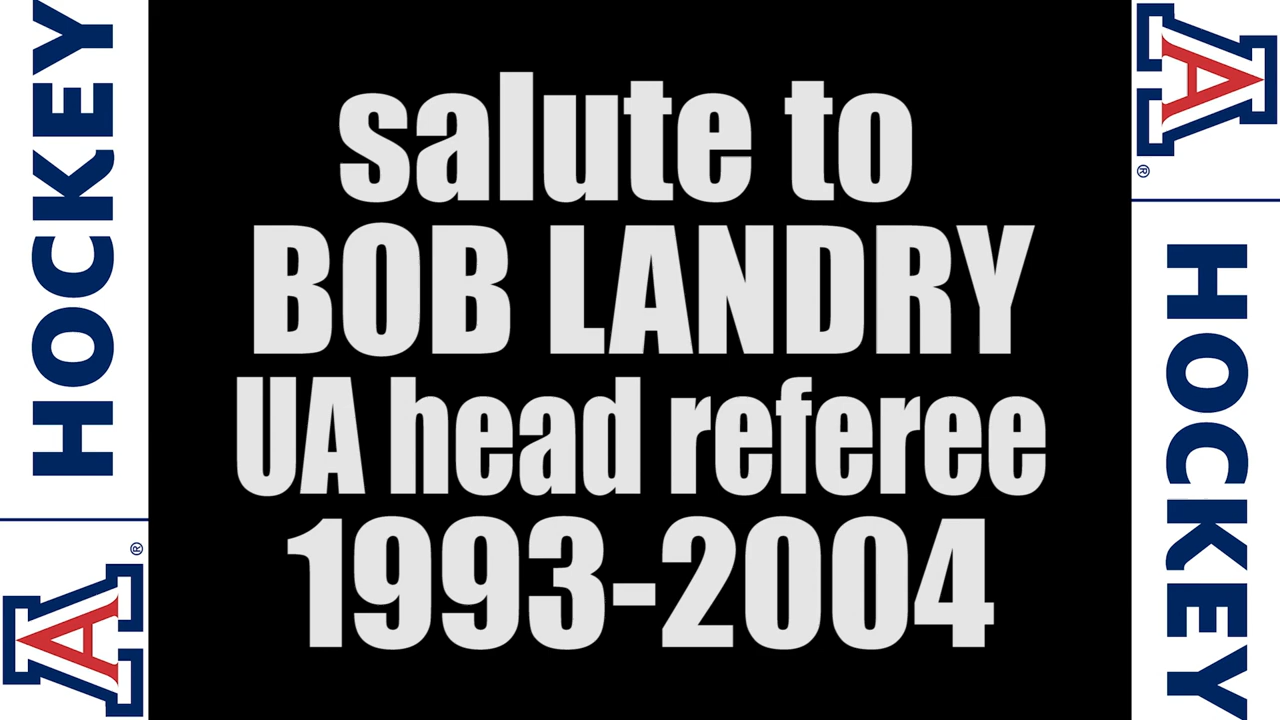 HOCKEY
A ®
salute to
BOB LANDRY
UA head referee
1993-2004
A ®
HOCKEY